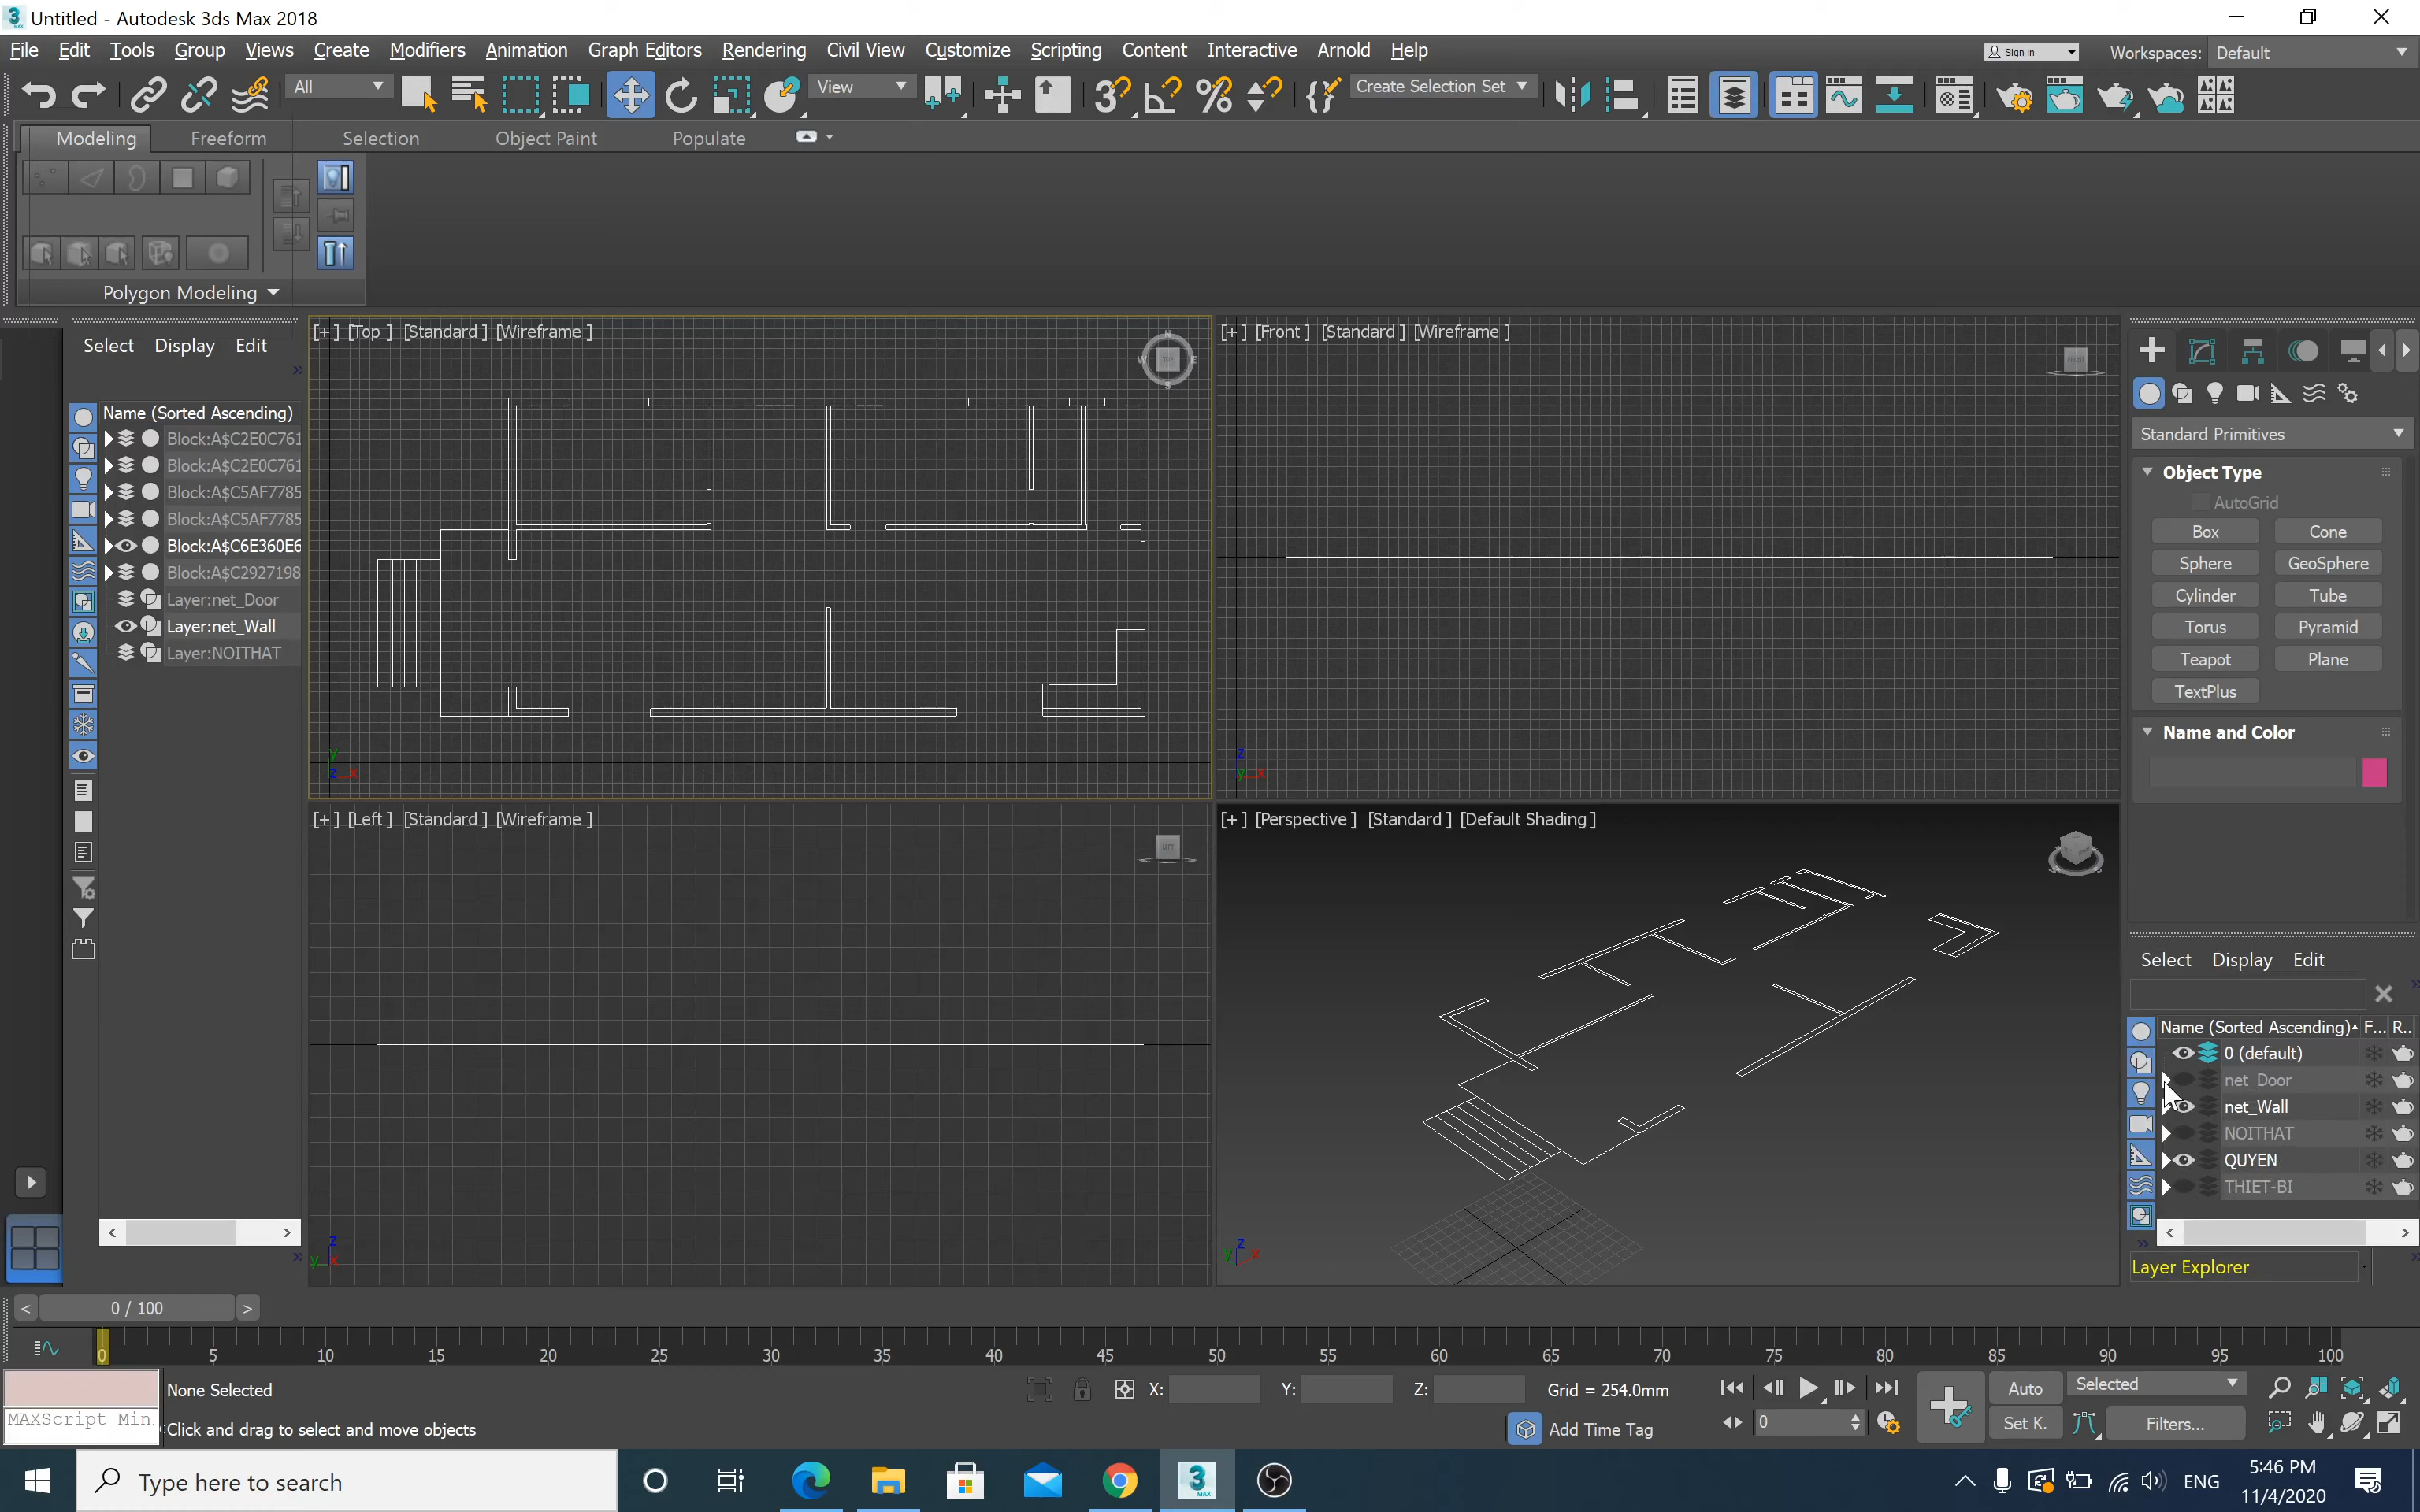 Untitled - Autodesk 3ds Max 2018
File Edit Tools Group Views Create Modifiers Animation Graph Editors Rendering Civil View Customize Scripting Content Interactive Arnold Help
Sign In
Workspaces: Default
All
View
Create Selection Set
Modeling Freeform Selection Object Paint Populate
Polygon Modeling
Select Display Edit
Name (Sorted Ascending)
Block:A$C2E0C761
Block:A$C2E0C761
Block:A$C5AF7785
Block:A$C5AF7785
Block:A$C6E360E6
Block:A$C2927198
Layer:net_Door
Layer:net_Wall
Layer:NOITHAT
[+] [Top ] [Standard ] [Wireframe ]
[+] [Front ] [Standard ] [Wireframe ]
[+] [Left ] [Standard ] [Wireframe ]
[+] [Perspective ] [Standard ] [Default Shading ]
Standard Primitives
Object Type
AutoGrid
Box Cone
Sphere GeoSphere
Cylinder Tube
Torus Pyramid
Teapot Plane
TextPlus
Name and Color
Select Display Edit
Name (Sorted Ascending) F... R..
0 (default)
net_Door
net_Wall
NOITHAT
QUYEN
THIET-BI
Layer Explorer
< 0 / 100 >
0 5 10 15 20 25 30 35 40 45 50 55 60 65 70 75 80 85 90 95 100
None Selected
X: Y: Z: Grid = 254.0mm
Auto Selected
MAXScript Min
Click and drag to select and move objects
Add Time Tag
0
Set K. Filters...
Type here to search
ENG
5:46 PM
11/4/2020